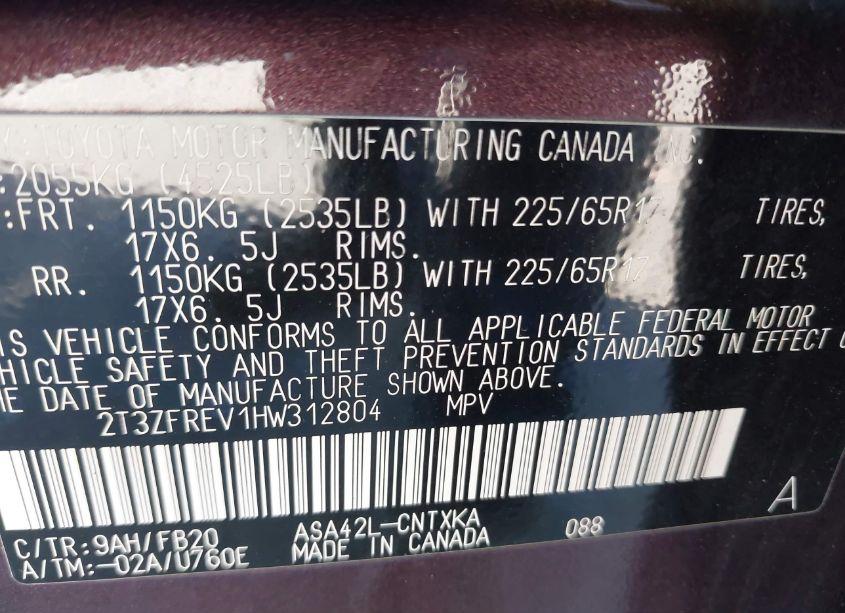 Y:TOYOTA MOTOR MANUFACTURING CANADA INC.
:2055KG (4525LB)
:FRT. 1150KG (2535LB) WITH 225/65R17 TIRES,
17X6. 5J RIMS.
RR. 1150KG (2535LB) WITH 225/65R17 TIRES,
17X6. 5J RIMS.
IS VEHICLE CONFORMS TO ALL APPLICABLE FEDERAL MOTOR
HICLE SAFETY AND THEFT PREVENTION STANDARDS IN EFFECT O
E DATE OF MANUFACTURE SHOWN ABOVE.
2T3ZFREV1HW312804 MPV
A
C/TR:9AH/FB20 ASA42L-CNTXKA 088
A/TM:-02A/U760E MADE IN CANADA